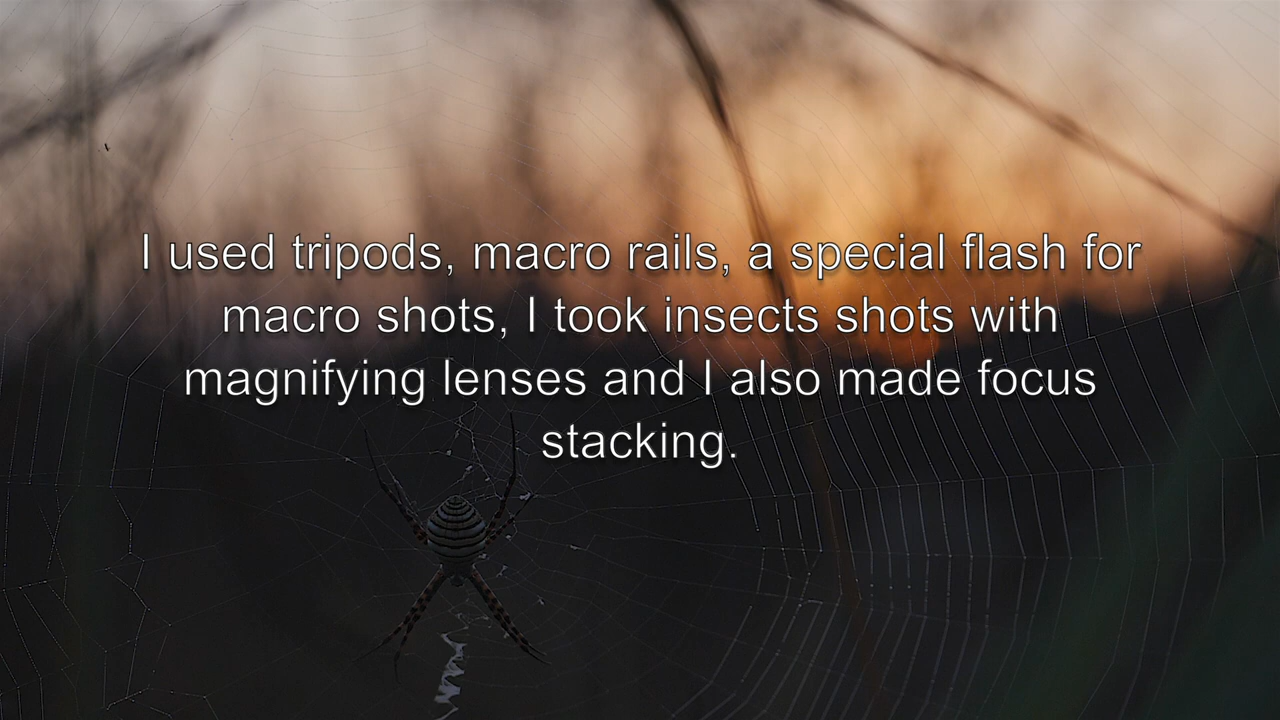 I used tripods, macro rails, a special flash for
macro shots, I took insects shots with
magnifying lenses and I also made focus
stacking.